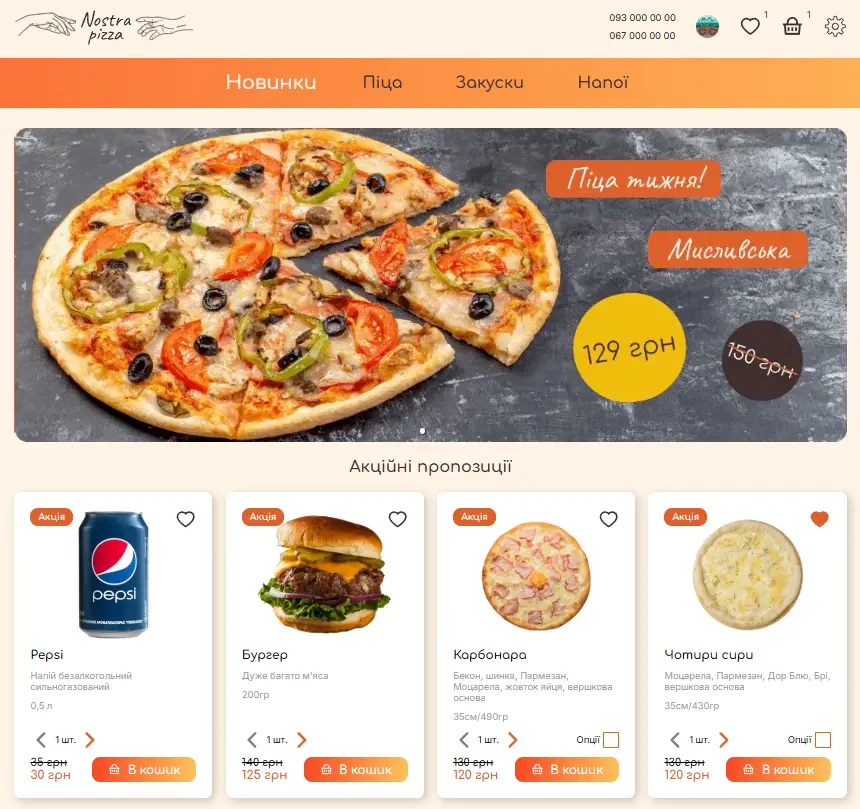 Nostra
pizza
093 000 00 00
067 000 00 00
1
1
Новинки
Піца
Закуски
Напої
Піца тижня!
Мисливська
129 грн
150 грн
Акційні пропозиції
Акція
pepsi
Pepsi
Напій безалкогольний
сильногазований
0,5 л
1 шт.
35 грн
30 грн
В кошик
Акція
Бургер
Дуже багато м'яса
200гр
1 шт.
140 грн
125 грн
В кошик
Акція
Карбонара
Бекон, шинка, Пармезан,
Моцарела, жовток яйця, вершкова
основа
35см/490гр
1 шт.
Опції
130 грн
120 грн
В кошик
Акція
Чотири сири
Моцарела, Пармезан, Дор Блю, Брі,
вершкова основа
35см/430гр
1 шт.
Опції
130 грн
120 грн
В кошик